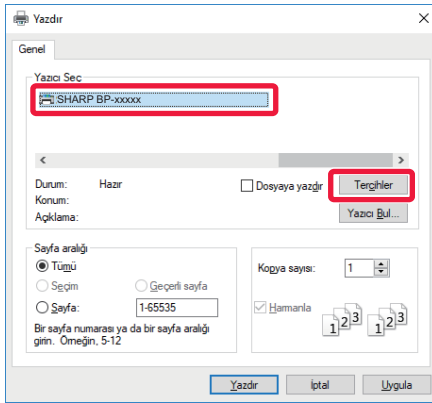 Yazdır
Genel
Yazıcı Seç
SHARP BP-xxxxx
Durum: Hazır
Dosyaya yazdır
Tercihler
Konum:
Açıklama:
Yazıcı Bul...
Sayfa aralığı
Tümü
Seçim
Geçerli sayfa
Sayfa:
1-65535
Bir sayfa numarası ya da bir sayfa aralığı
girin. Örneğin, 5-12
Kopya sayısı:
1
Harmanla
1 2 3
1 2 3
Yazdır
İptal
Uygula